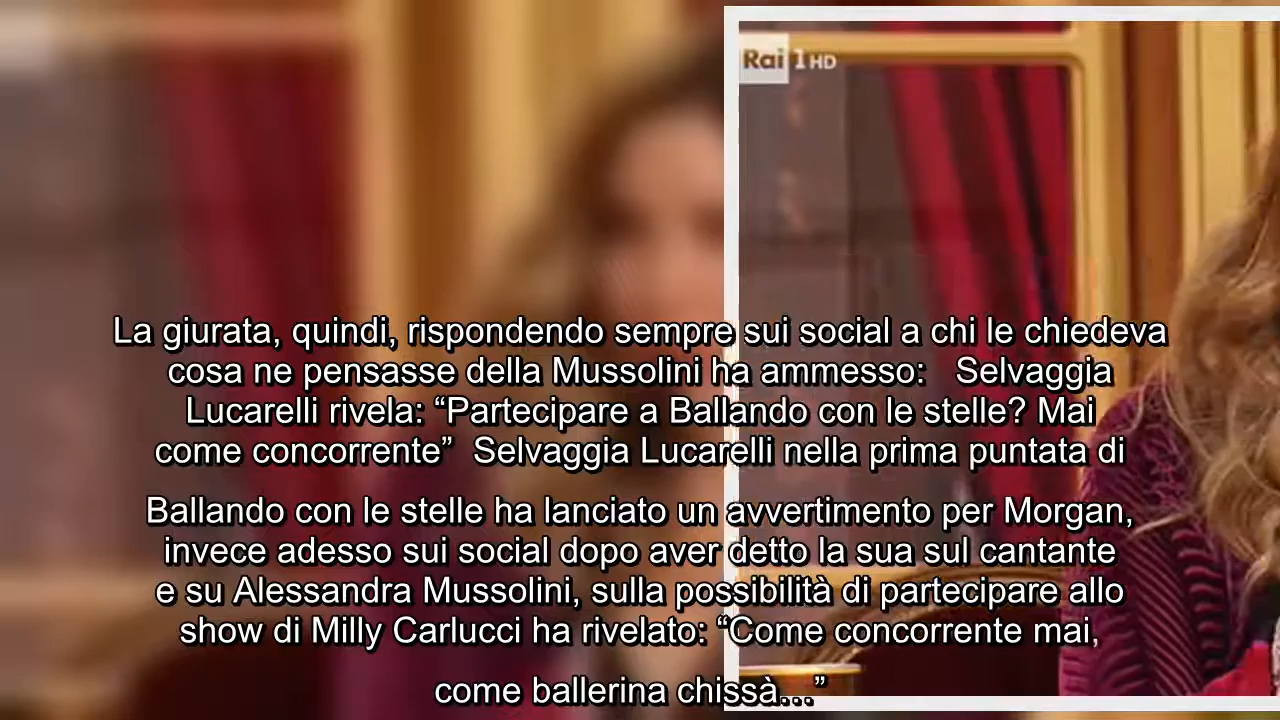 Rai 1 HD
La giurata, quindi, rispondendo sempre sui social a chi le chiedeva
cosa ne pensasse della Mussolini ha ammesso:   Selvaggia
Lucarelli rivela: “Partecipare a Ballando con le stelle? Mai
come concorrente”  Selvaggia Lucarelli nella prima puntata di
Ballando con le stelle ha lanciato un avvertimento per Morgan,
invece adesso sui social dopo aver detto la sua sul cantante
e su Alessandra Mussolini, sulla possibilità di partecipare allo
show di Milly Carlucci ha rivelato: “Come concorrente mai,
come ballerina chissà…”